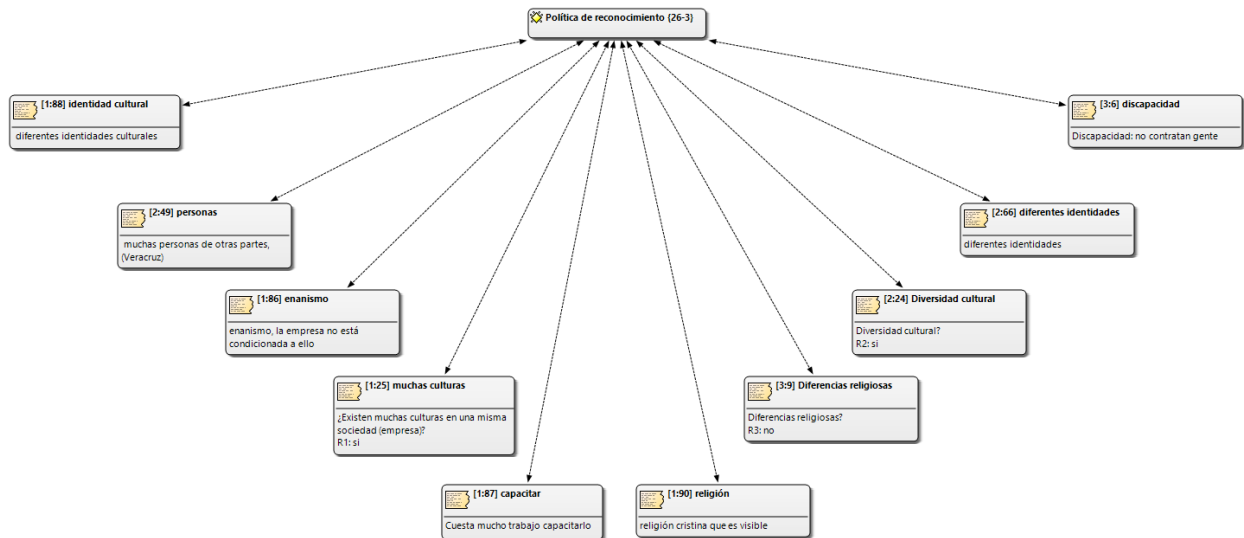 Política de reconocimiento {26-3}
[1:88] identidad cultural
diferentes identidades culturales
[3:6] discapacidad
Discapacidad: no contratan gente
[2:49] personas
muchas personas de otras partes,
(Veracruz)
[2:66] diferentes identidades
diferentes identidades
[1:86] enanismo
enanismo, la empresa no está
condicionada a ello
[2:24] Diversidad cultural
Diversidad cultural?
R2: si
[1:25] muchas culturas
¿Existen muchas culturas en una misma
sociedad (empresa)?
R1: si
[3:9] Diferencias religiosas
Diferencias religiosas?
R3: no
[1:87] capacitar
Cuesta mucho trabajo capacitarlo
[1:90] religión
religión cristina que es visible